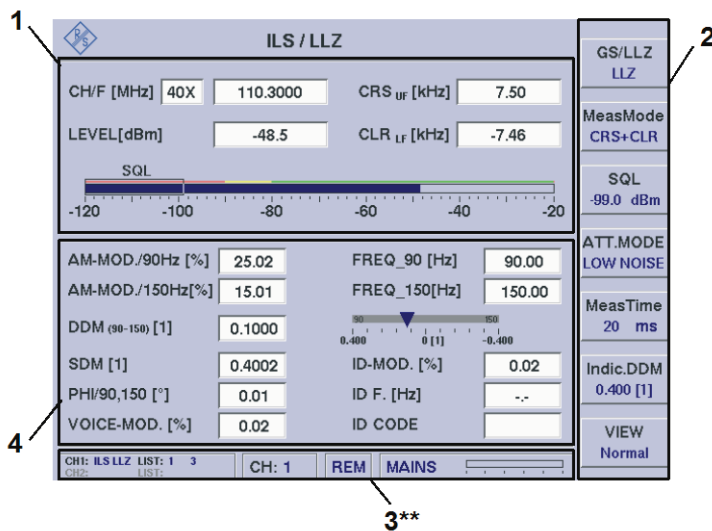 1
R S
ILS / LLZ
2
CH/F [MHz] 40X 110.3000 CRS UF [kHz] 7.50
LEVEL[dBm] -48.5 CLR LF [kHz] -7.46
SQL
-120 -100 -80 -60 -40 -20
AM-MOD./90Hz [%] 25.02 FREQ_90 [Hz] 90.00
AM-MOD./150Hz[%] 15.01 FREQ_150[Hz] 150.00
DDM (90-150) [1] 0.1000 90 150
0.400 0 [1] -0.400
SDM [1] 0.4002 ID-MOD. [%] 0.02
PHI/90,150 [°] 0.01 ID F. [Hz] -.-
VOICE-MOD. [%] 0.02 ID CODE
4
CH1: ILS LLZ LIST: 1 3
CH2: LIST:
CH: 1 REM MAINS
3**
GS/LLZ
LLZ
MeasMode
CRS+CLR
SQL
-99.0 dBm
ATT.MODE
LOW NOISE
MeasTime
20 ms
Indic.DDM
0.400 [1]
VIEW
Normal